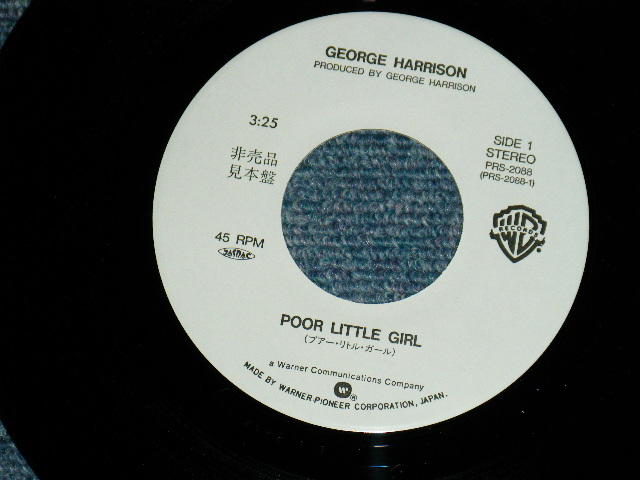 GEORGE HARRISON
PRODUCED BY GEORGE HARRISON
3:25
非売品
見本盤
SIDE 1
STEREO
PRS-2088
(PRS-2088-1)
RECORDS
45 RPM
POOR LITTLE GIRL
(プアー・リトル・ガール)
a Warner Communications Company
MADE BY WARNER-PIONEER CORPORATION, JAPAN.